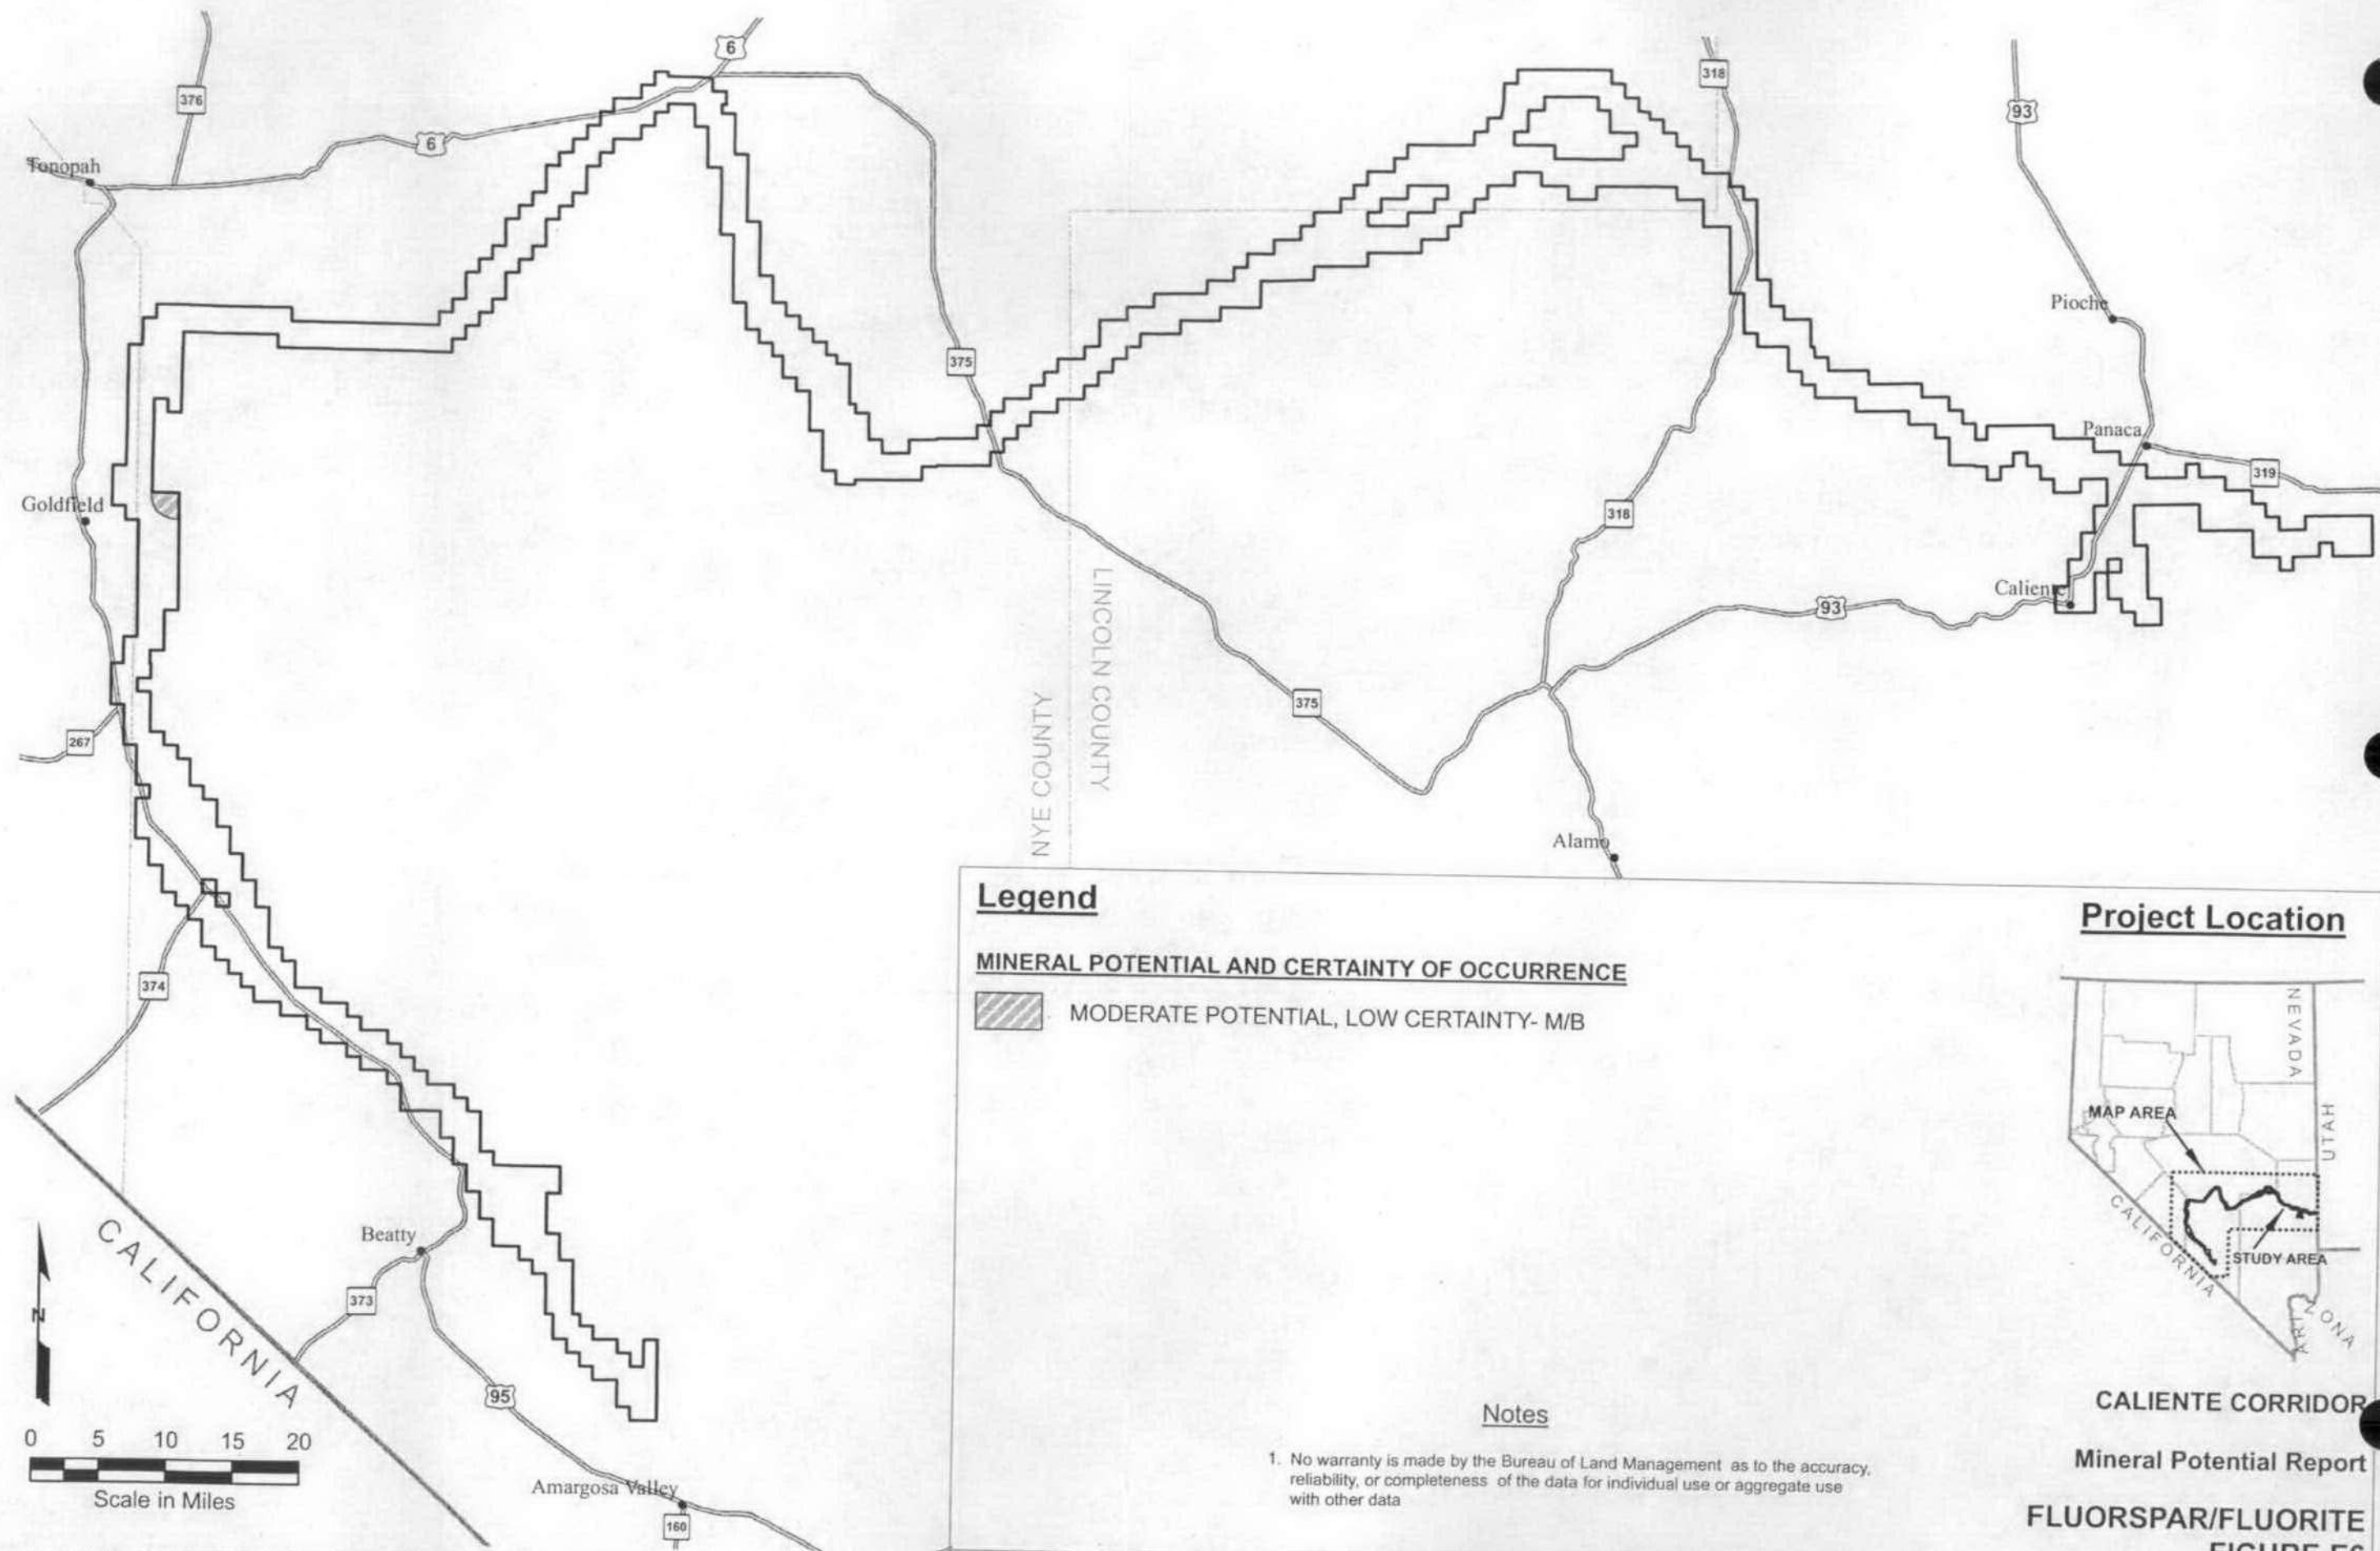 6
318
93
376
6
Tonopah
Pioche
375
Panaca
319
Goldfield
318
Caliente
93
LINCOLN COUNTY
NYE COUNTY
375
267
Alamo
374
Legend
MINERAL POTENTIAL AND CERTAINTY OF OCCURRENCE
MODERATE POTENTIAL, LOW CERTAINTY- M/B
Project Location
NEVADA
UTAH
MAP AREA
CALIFORNIA
STUDY AREA
ARIZONA
Beatty
CALIFORNIA
373
N
95
0 5 10 15 20
Scale in Miles
Amargosa Valley
160
Notes
1. No warranty is made by the Bureau of Land Management as to the accuracy,
reliability, or completeness of the data for individual use or aggregate use
with other data
CALIENTE CORRIDOR
Mineral Potential Report
FLUORSPAR/FLUORITE